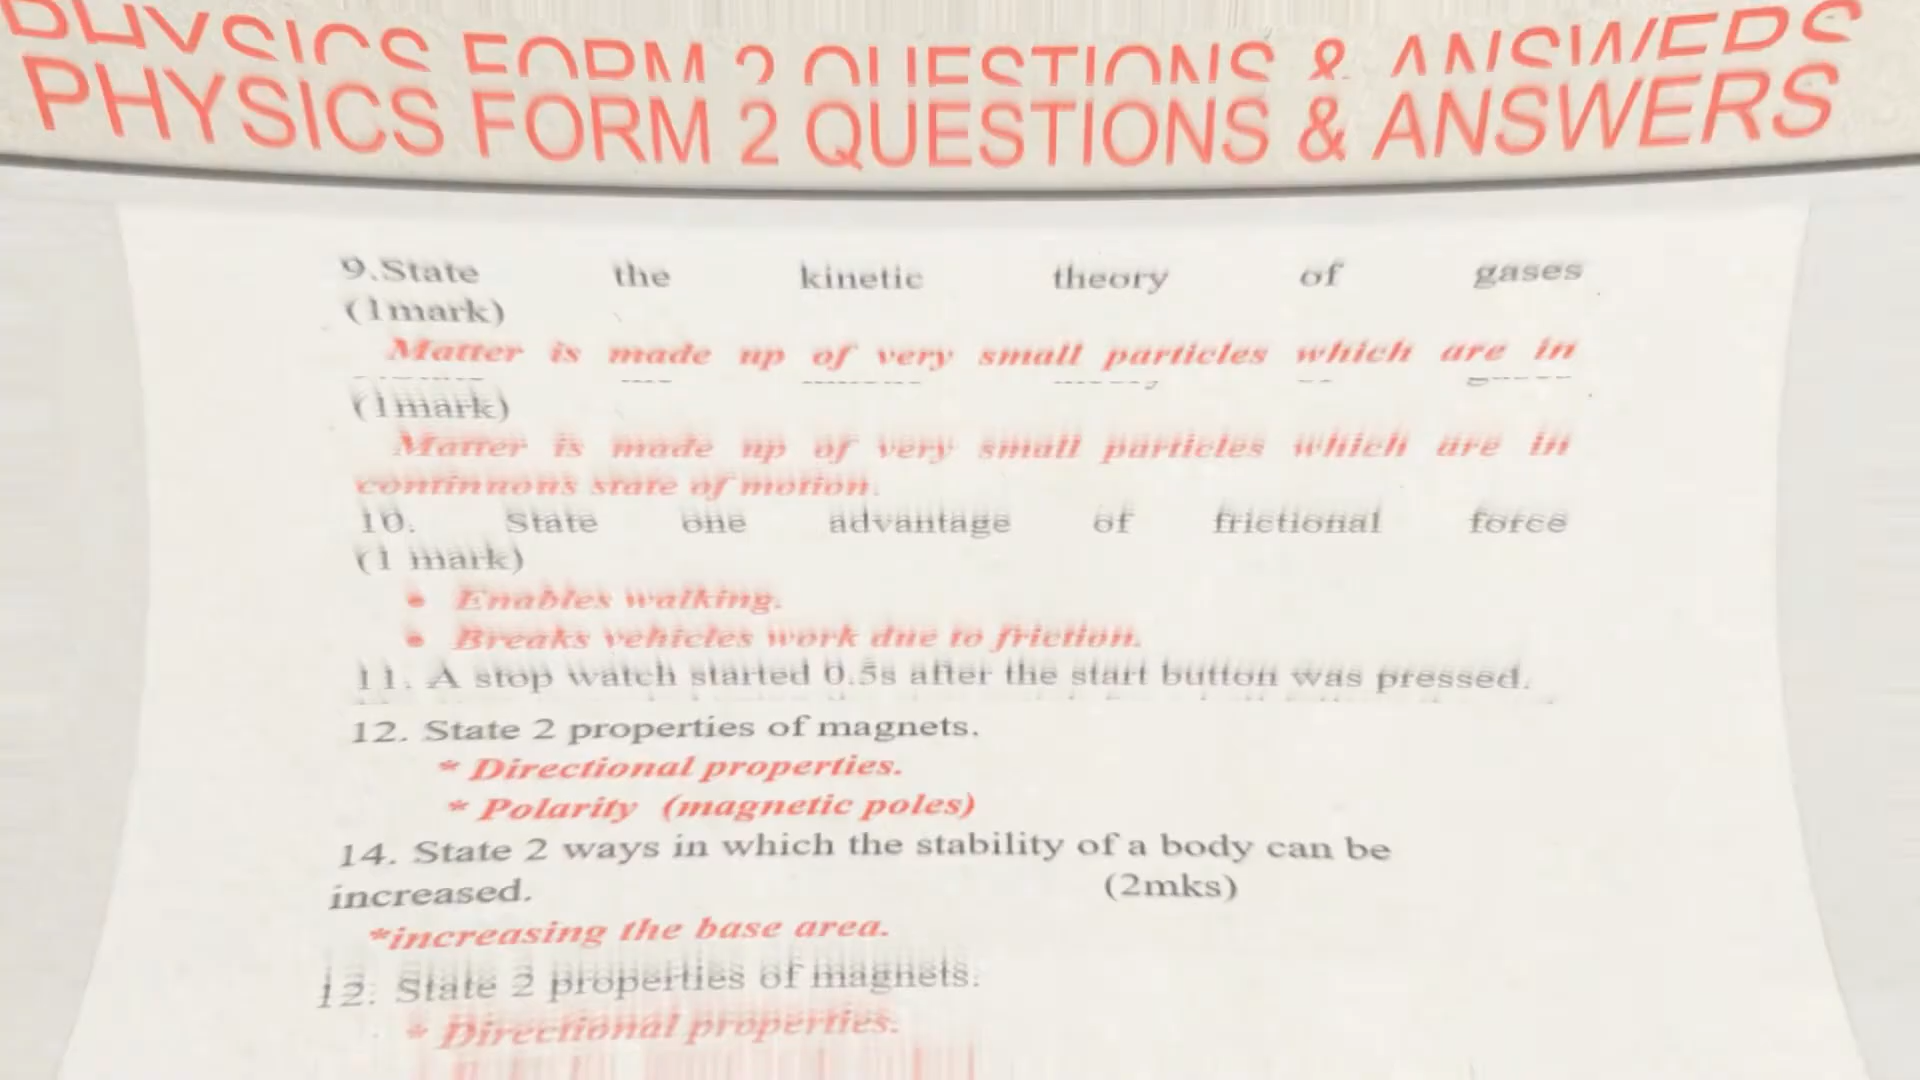 PHYSICS FORM 2 QUESTIONS & ANSWERS
PHYSICS FORM 2 QUESTIONS & ANSWERS
9.State the kinetic theory of gases
(1mark)
Matter is made up of very small particles which are in
(1mark)
Matter is made up of very small particles which are in
continuous state of motion.
10. State one advantage of frictional force
(1 mark)
• Enables walking.
• Breaks vehicles work due to friction.
11. A stop watch started 0.5s after the start button was pressed.
12. State 2 properties of magnets.
* Directional properties.
* Polarity (magnetic poles)
14. State 2 ways in which the stability of a body can be
increased. (2mks)
*increasing the base area.
12. State 2 properties of magnets.
* Directional properties.